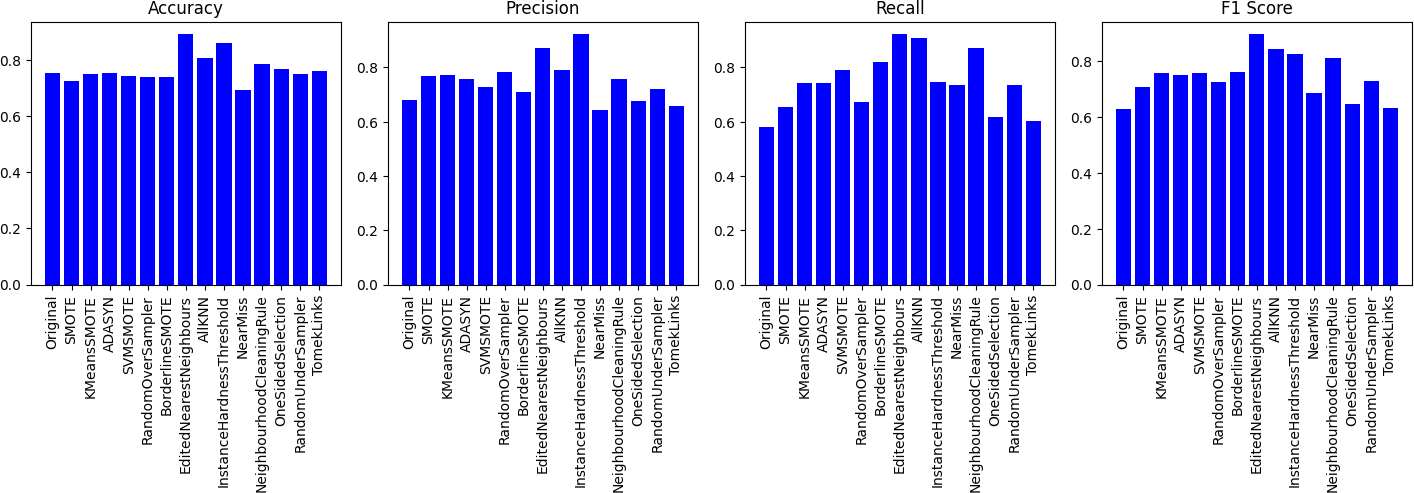 Accuracy
0.8
0.6
0.4
0.2
0.0
Original
SMOTE
KMeansSMOTE
ADASYN
SVMSMOTE
RandomOverSampler
BorderlineSMOTE
EditedNearestNeighbours
AllKNN
InstanceHardnessThreshold
NearMiss
NeighbourhoodCleaningRule
OneSidedSelection
RandomUnderSampler
TomekLinks
Precision
0.8
0.6
0.4
0.2
0.0
Original
SMOTE
KMeansSMOTE
ADASYN
SVMSMOTE
RandomOverSampler
BorderlineSMOTE
EditedNearestNeighbours
AllKNN
InstanceHardnessThreshold
NearMiss
NeighbourhoodCleaningRule
OneSidedSelection
RandomUnderSampler
TomekLinks
Recall
0.8
0.6
0.4
0.2
0.0
Original
SMOTE
KMeansSMOTE
ADASYN
SVMSMOTE
RandomOverSampler
BorderlineSMOTE
EditedNearestNeighbours
AllKNN
InstanceHardnessThreshold
NearMiss
NeighbourhoodCleaningRule
OneSidedSelection
RandomUnderSampler
TomekLinks
F1 Score
0.8
0.6
0.4
0.2
0.0
Original
SMOTE
KMeansSMOTE
ADASYN
SVMSMOTE
RandomOverSampler
BorderlineSMOTE
EditedNearestNeighbours
AllKNN
InstanceHardnessThreshold
NearMiss
NeighbourhoodCleaningRule
OneSidedSelection
RandomUnderSampler
TomekLinks